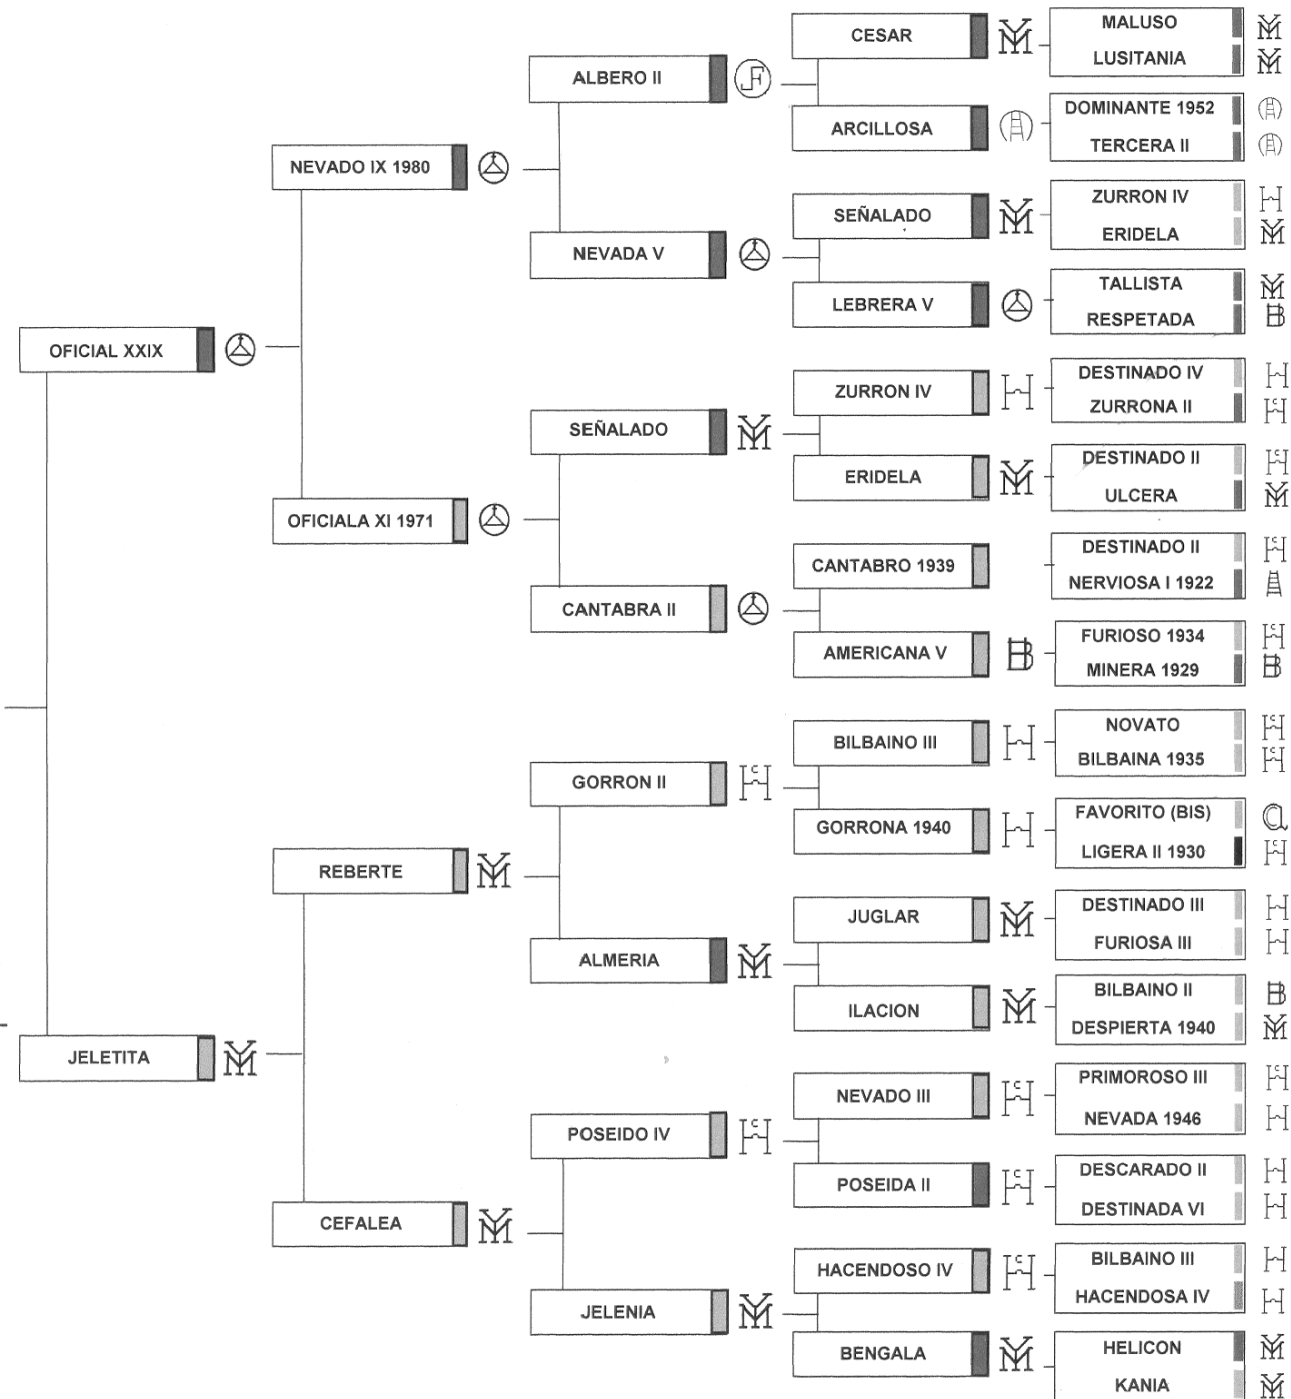 OFICIAL XXIX
JELETITA
NEVADO IX 1980
OFICIALA XI 1971
REBERTE
CEFALEA
ALBERO II
NEVADA V
SEÑALADO
CANTABRA II
GORRON II
ALMERIA
POSEIDO IV
JELENIA
CESAR
ARCILLOSA
SEÑALADO
LEBRERA V
ZURRON IV
ERIDELA
CANTABRO 1939
AMERICANA V
BILBAINO III
GORRONA 1940
JUGLAR
ILACION
NEVADO III
POSEIDA II
HACENDOSO IV
BENGALA
MALUSO
LUSITANIA
DOMINANTE 1952
TERCERA II
ZURRON IV
ERIDELA
TALLISTA
RESPETADA
DESTINADO IV
ZURRONA II
DESTINADO II
ULCERA
DESTINADO II
NERVIOSA I 1922
FURIOSO 1934
MINERA 1929
NOVATO
BILBAINA 1935
FAVORITO (BIS)
LIGERA II 1930
DESTINADO III
FURIOSA III
BILBAINO II
DESPIERTA 1940
PRIMOROSO III
NEVADA 1946
DESCARADO II
DESTINADA VI
BILBAINO III
HACENDOSA IV
HELICON
KANIA